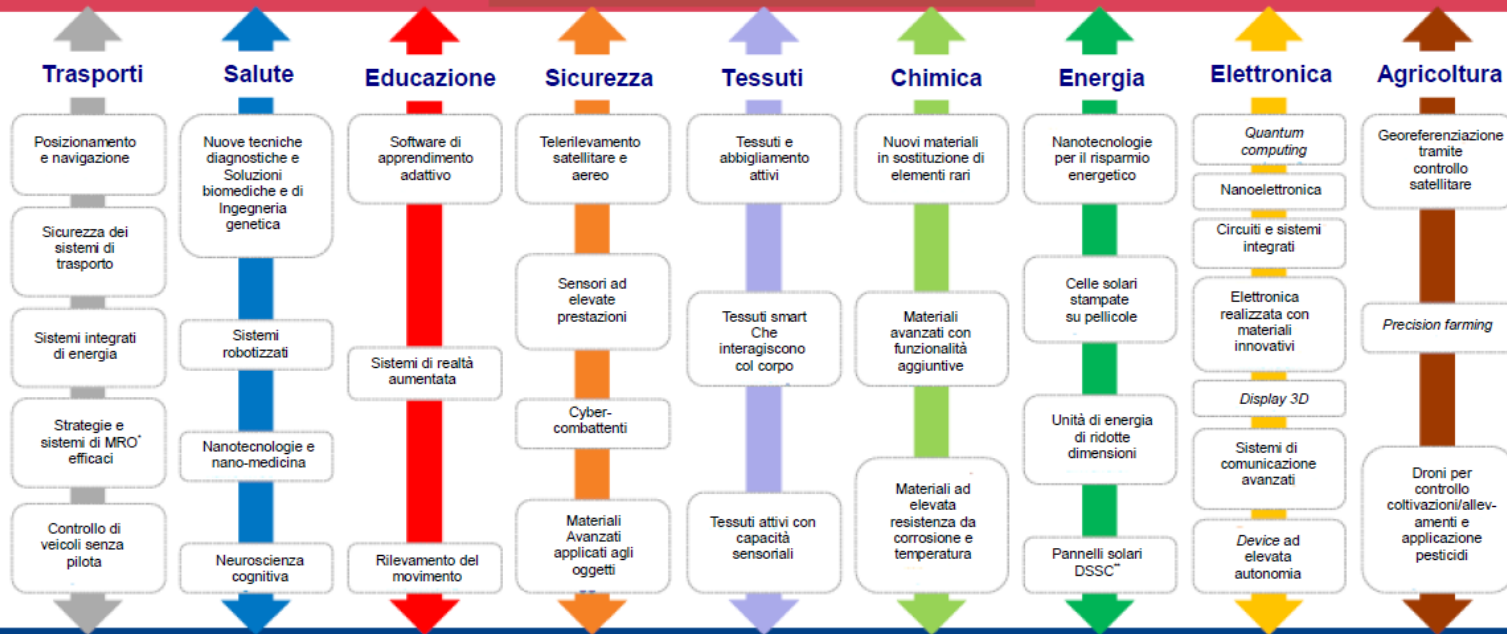 Trasporti
Posizionamento
e navigazione
Sicurezza dei
sistemi di
trasporto
Sistemi integrati
di energia
Strategie e
sistemi di MRO*
efficaci
Controllo di
veicoli senza
pilota
Salute
Nuove tecniche
diagnostiche e
Soluzioni
biomediche e di
Ingegneria
genetica
Sistemi
robotizzati
Nanotecnologie e
nano-medicina
Neuroscienza
cognitiva
Educazione
Software di
apprendimento
adattivo
Sistemi di realtà
aumentata
Rilevamento del
movimento
Sicurezza
Telerilevamento
satellitare e
aereo
Sensori ad
elevate
prestazioni
Cyber-
combattenti
Materiali
Avanzati
applicati agli
oggetti
Tessuti
Tessuti e
abbigliamento
attivi
Tessuti smart
Che
interagiscono
col corpo
Tessuti attivi con
capacità
sensoriali
Chimica
Nuovi materiali
in sostituzione di
elementi rari
Materiali
avanzati con
funzionalità
aggiuntive
Materiali ad
elevata
resistenza da
corrosione e
temperatura
Energia
Nanotecnologie
per il risparmio
energetico
Celle solari
stampate
su pellicole
Unità di energia
di ridotte
dimensioni
Pannelli solari
DSSC**
Elettronica
Quantum
computing
Nanoelettronica
Circuiti e sistemi
integrati
Elettronica
realizzata con
materiali
innovativi
Display 3D
Sistemi di
comunicazione
avanzati
Device ad
elevata
autonomia
Agricoltura
Georeferenziazione
tramite
controllo
satellitare
Precision farming
Droni per
controllo
coltivazioni/allev-
amenti e
applicazione
pesticidi